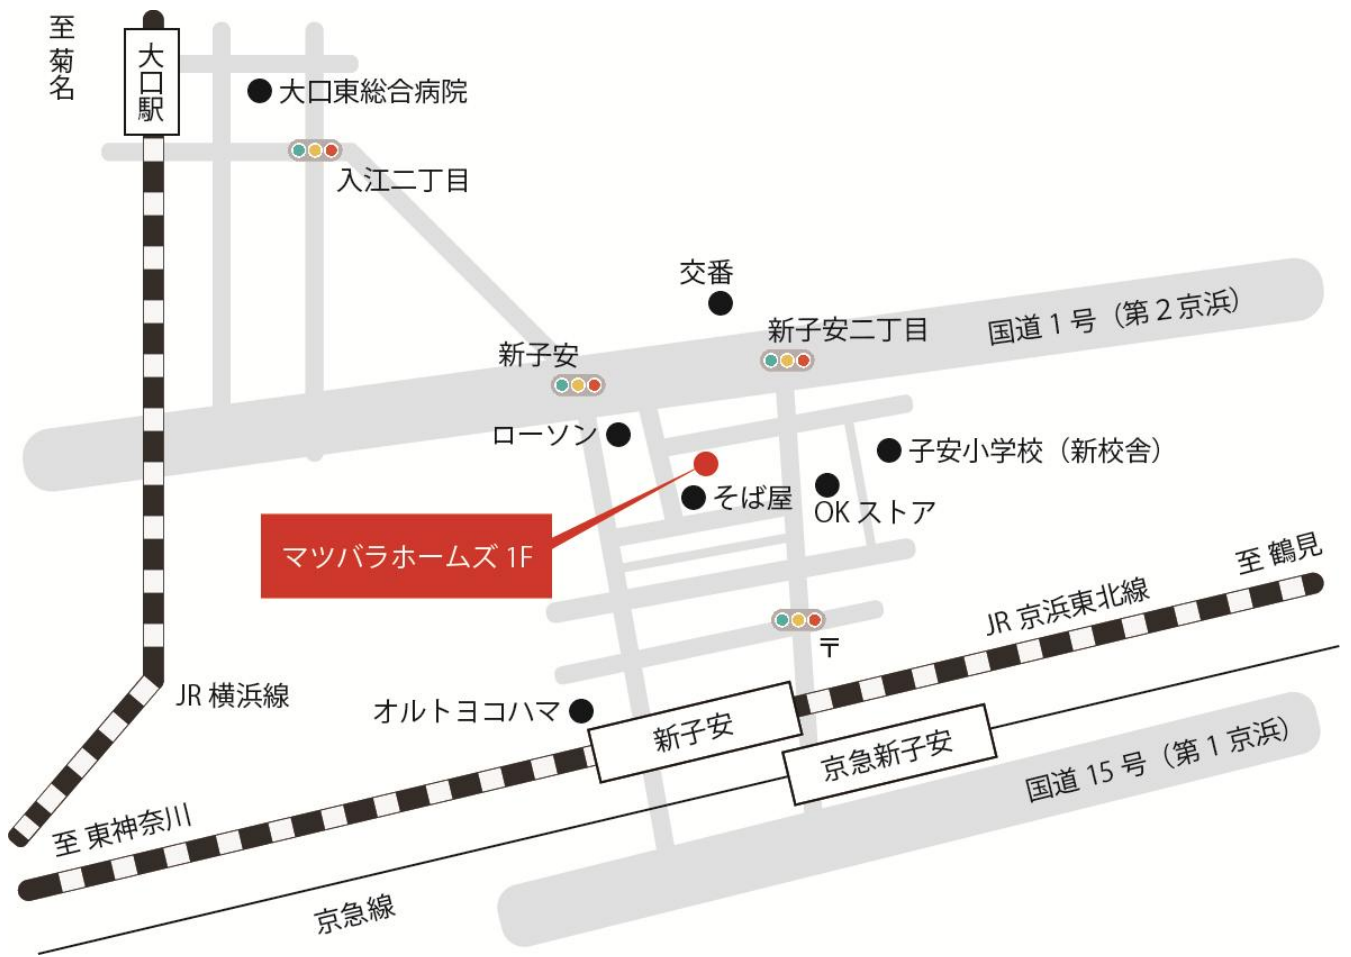 至 菊名
大口駅
大口東総合病院
入江二丁目
交番
新子安二丁目
国道 1 号（第 2 京浜）
新子安
ローソン
子安小学校（新校舎）
そば屋
OK ストア
マツバラホームズ 1F
至 鶴見
JR 京浜東北線
〒
JR 横浜線
オルトヨコハマ
新子安
京急新子安
国道 15 号（第 1 京浜）
至 東神奈川
京急線